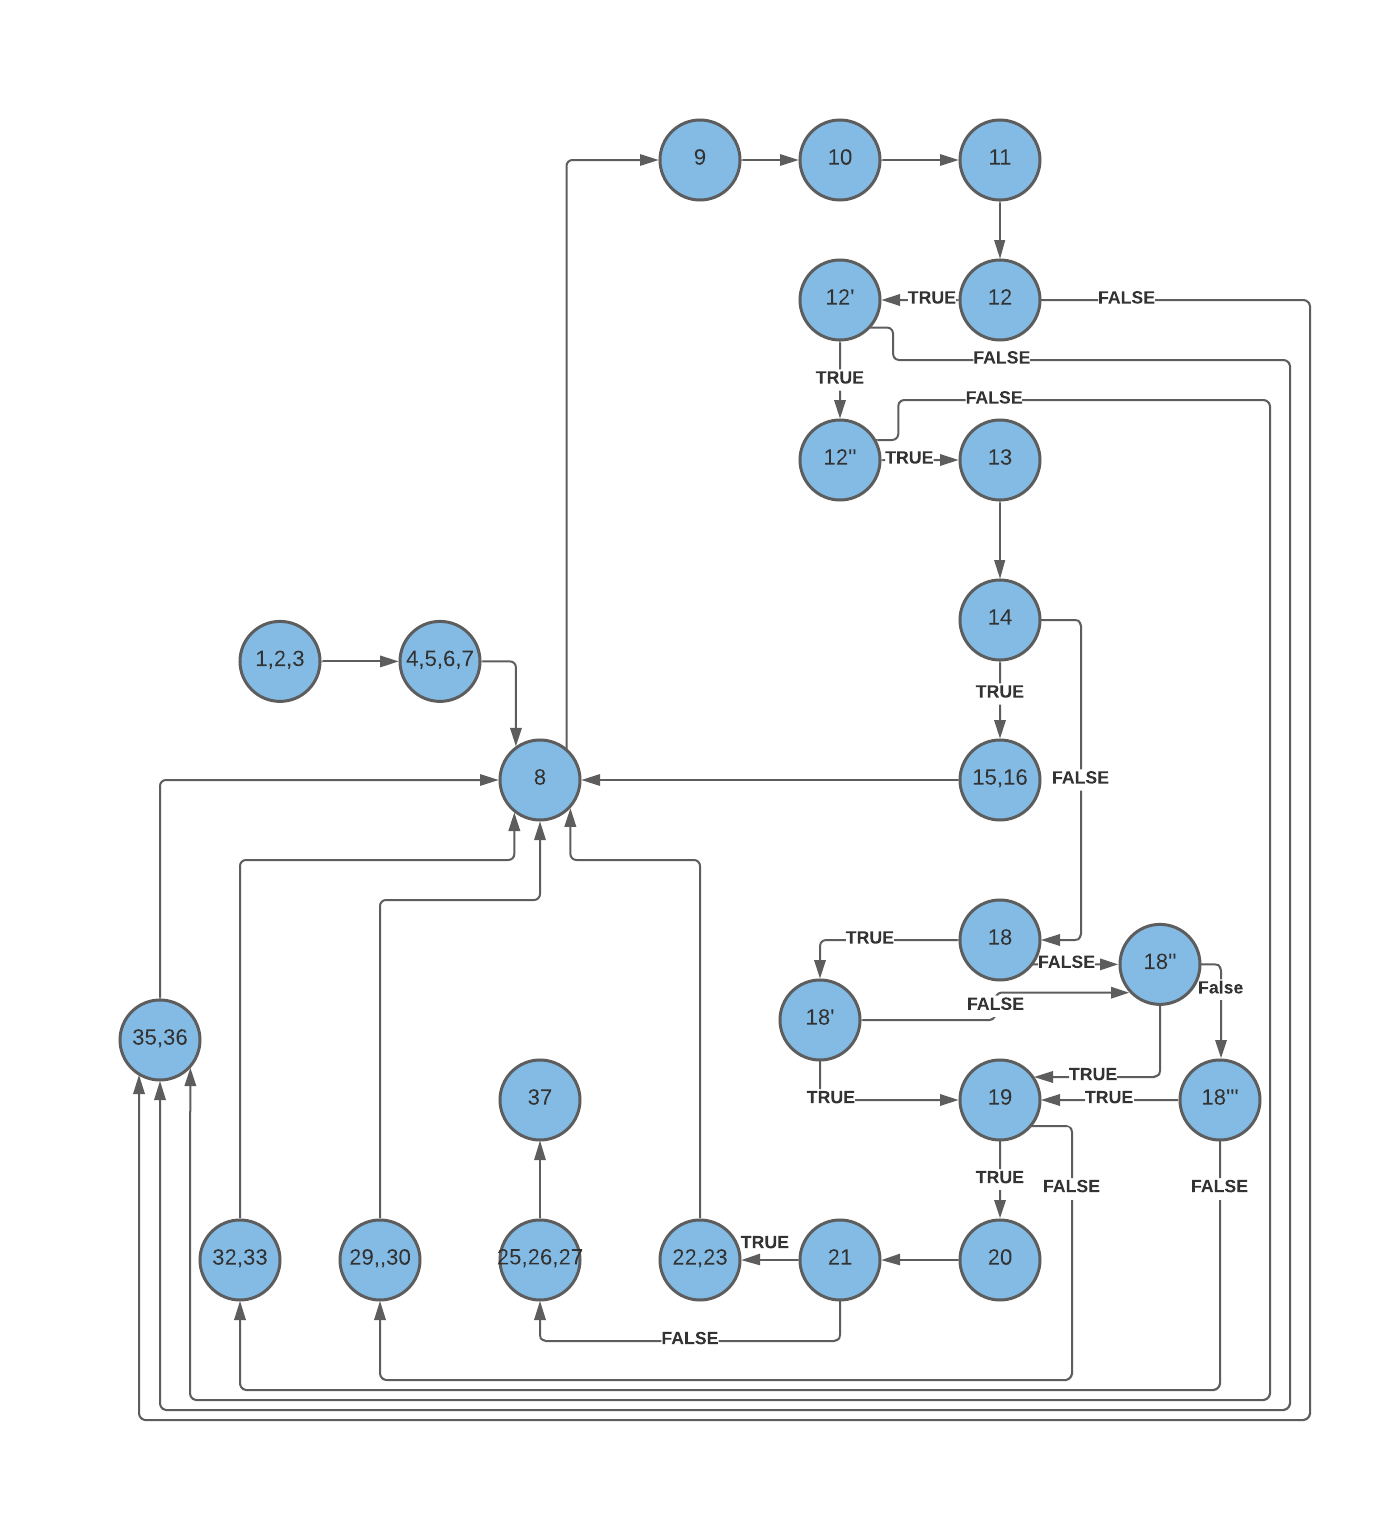 9
10
11
12'
TRUE
12
FALSE
FALSE
TRUE
FALSE
12"
TRUE
13
14
1,2,3
4,5,6,7
TRUE
8
15,16
FALSE
TRUE
18
FALSE
18"
False
FALSE
18'
35,36
TRUE
37
TRUE
19
TRUE
18'"
TRUE
FALSE
FALSE
TRUE
32,33
29,,30
25,26,27
22,23
21
20
FALSE